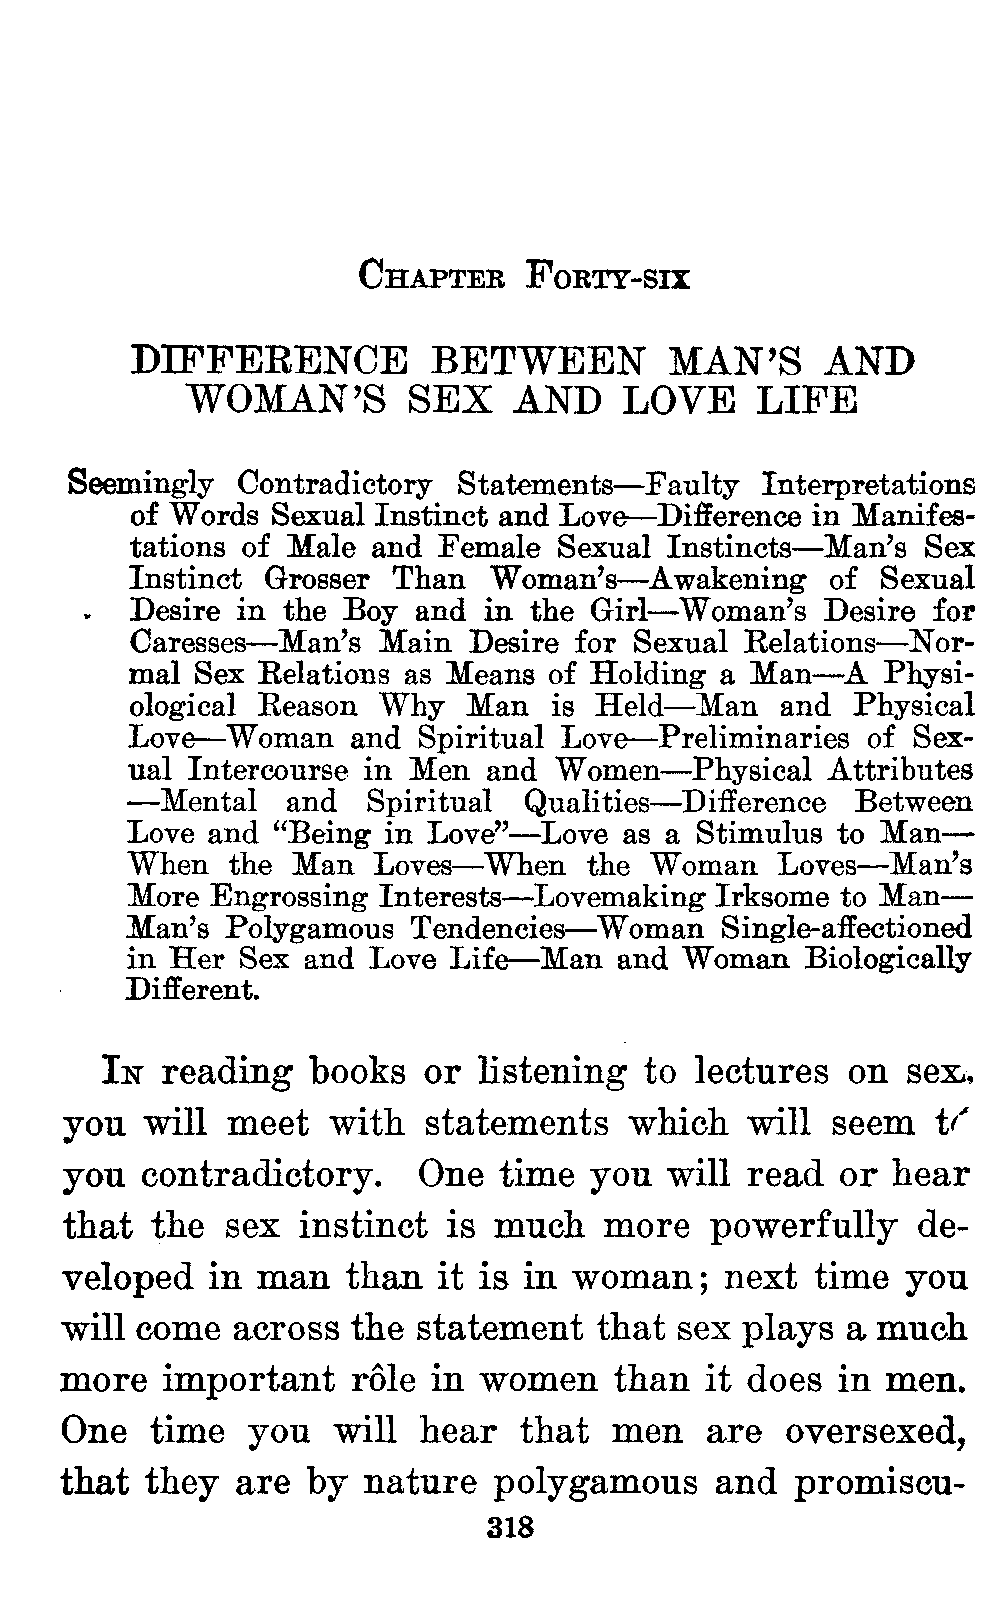 CHAPTER FORTY-SIX
DIFFERENCE BETWEEN MAN'S AND
WOMAN'S SEX AND LOVE LIFE
Seemingly Contradictory Statements—Faulty Interpretations
of Words Sexual Instinct and Love—Difference in Manifes-
tations of Male and Female Sexual Instincts—Man's Sex
Instinct Grosser Than Woman's—Awakening of Sexual
Desire in the Boy and in the Girl—Woman's Desire for
Caresses—Man's Main Desire for Sexual Relations—Nor-
mal Sex Relations as Means of Holding a Man—A Physi-
ological Reason Why Man is Held—Man and Physical
Love—Woman and Spiritual Love—Preliminaries of Sex-
ual Intercourse in Men and Women—Physical Attributes
—Mental and Spiritual Qualities—Difference Between
Love and “Being in Love”—Love as a Stimulus to Man—
When the Man Loves—When the Woman Loves—Man's
More Engrossing Interests—Lovemaking Irksome to Man—
Man's Polygamous Tendencies—Woman Single-affectioned
in Her Sex and Love Life—Man and Woman Biologically
Different.
IN reading books or listening to lectures on sex,
you will meet with statements which will seem to
you contradictory. One time you will read or hear
that the sex instinct is much more powerfully de-
veloped in man than it is in woman; next time you
will come across the statement that sex plays a much
more important rôle in women than it does in men.
One time you will hear that men are oversexed,
that they are by nature polygamous and promiscu-
318